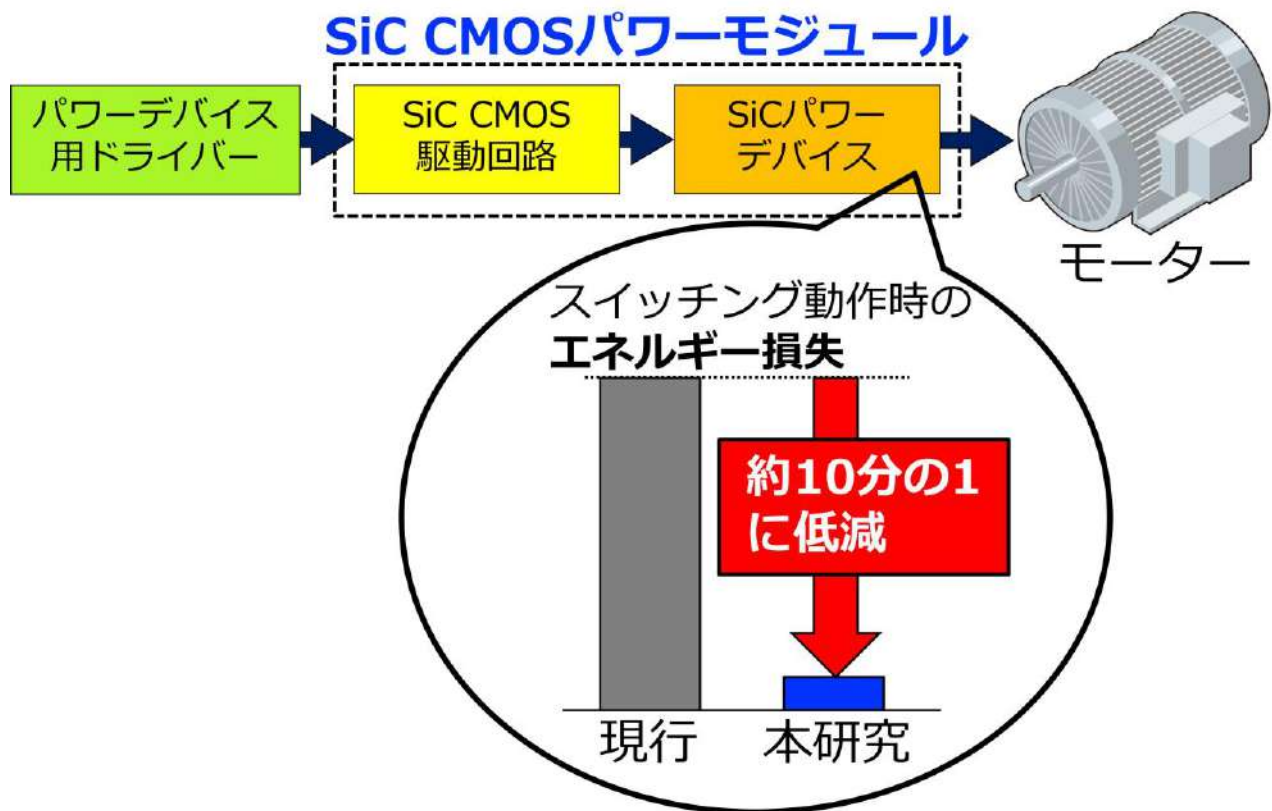 SiC CMOSパワーモジュール
パワーデバイス
用ドライバー
SiC CMOS
駆動回路
SiCパワー
デバイス
モーター
スイッチング動作時の
エネルギー損失
約10分の1
に低減
現行
本研究